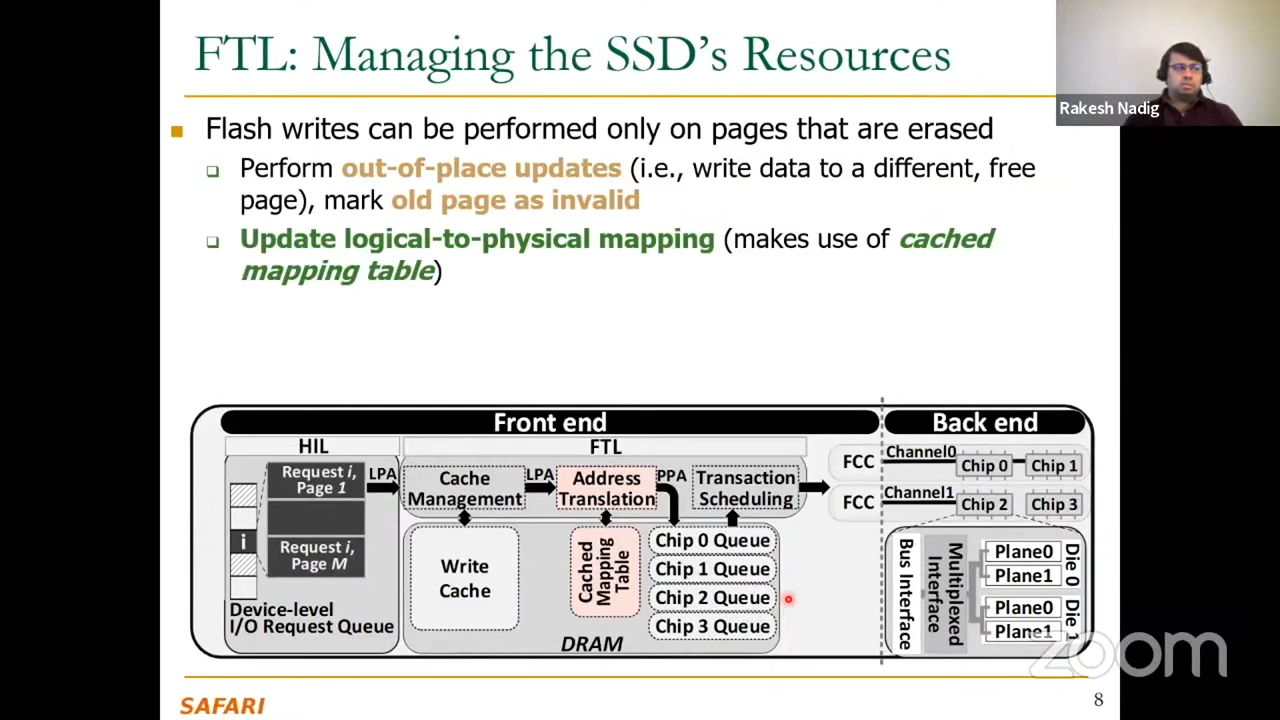 FTL: Managing the SSD's Resources
Rakesh Nadig
Flash writes can be performed only on pages that are erased
Perform out-of-place updates (i.e., write data to a different, free
page), mark old page as invalid
Update logical-to-physical mapping (makes use of cached
mapping table)
Front end
Back end
HIL
FTL
Request i,
Page 1
LPA
Cache
Management
LPA
Address
Translation
PPA
Transaction
Scheduling
FCC
Channel0
Chip 0
Chip 1
FCC
Channel1
Chip 2
Chip 3
i
Request i,
Page M
Device-level
I/O Request Queue
Write
Cache
Cached
Mapping
Table
Chip 0 Queue
Chip 1 Queue
Chip 2 Queue
Chip 3 Queue
DRAM
Bus Interface
Multiplexed
Interface
Plane0
Plane1
Die 0
Plane0
Plane1
Die 1
zoom
SAFARI
8